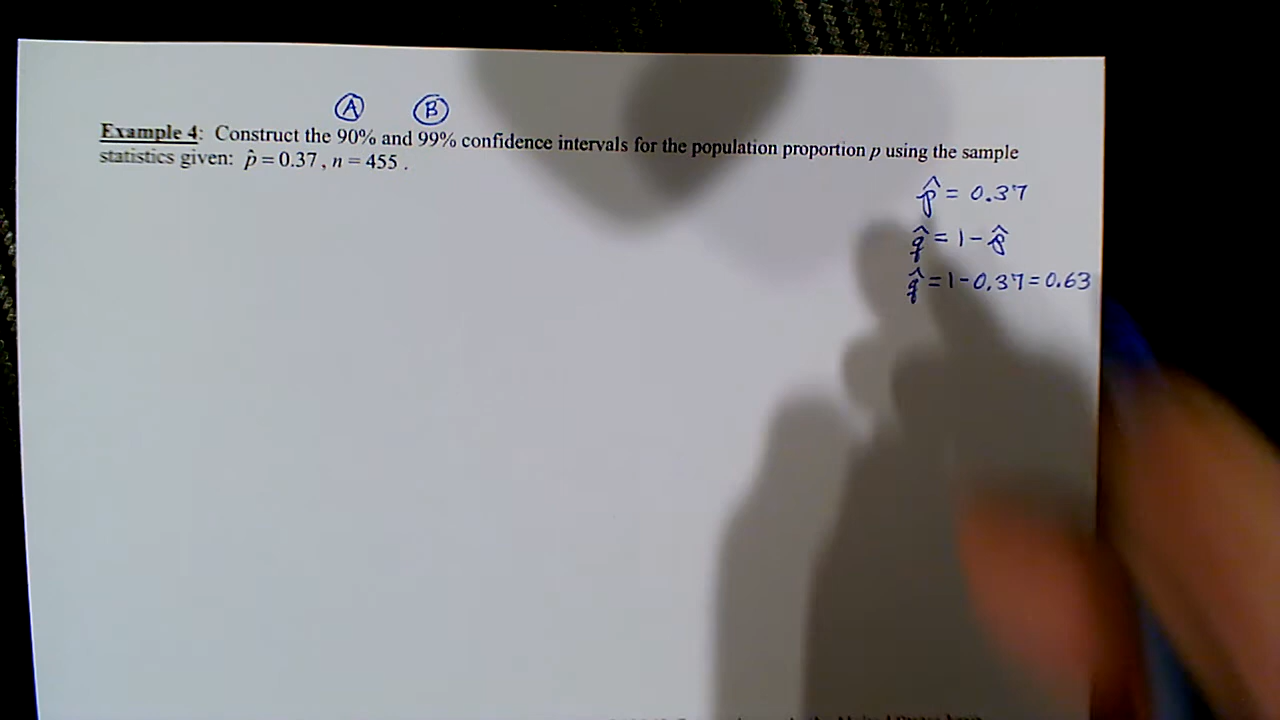 Ⓐ Ⓑ
Example 4: Construct the 90% and 99% confidence intervals for the population proportion p using the sample
statistics given: p̂ = 0.37, n = 455.
p̂ = 0.37
q̂ = 1 - p̂
q̂ = 1 - 0.37 = 0.63